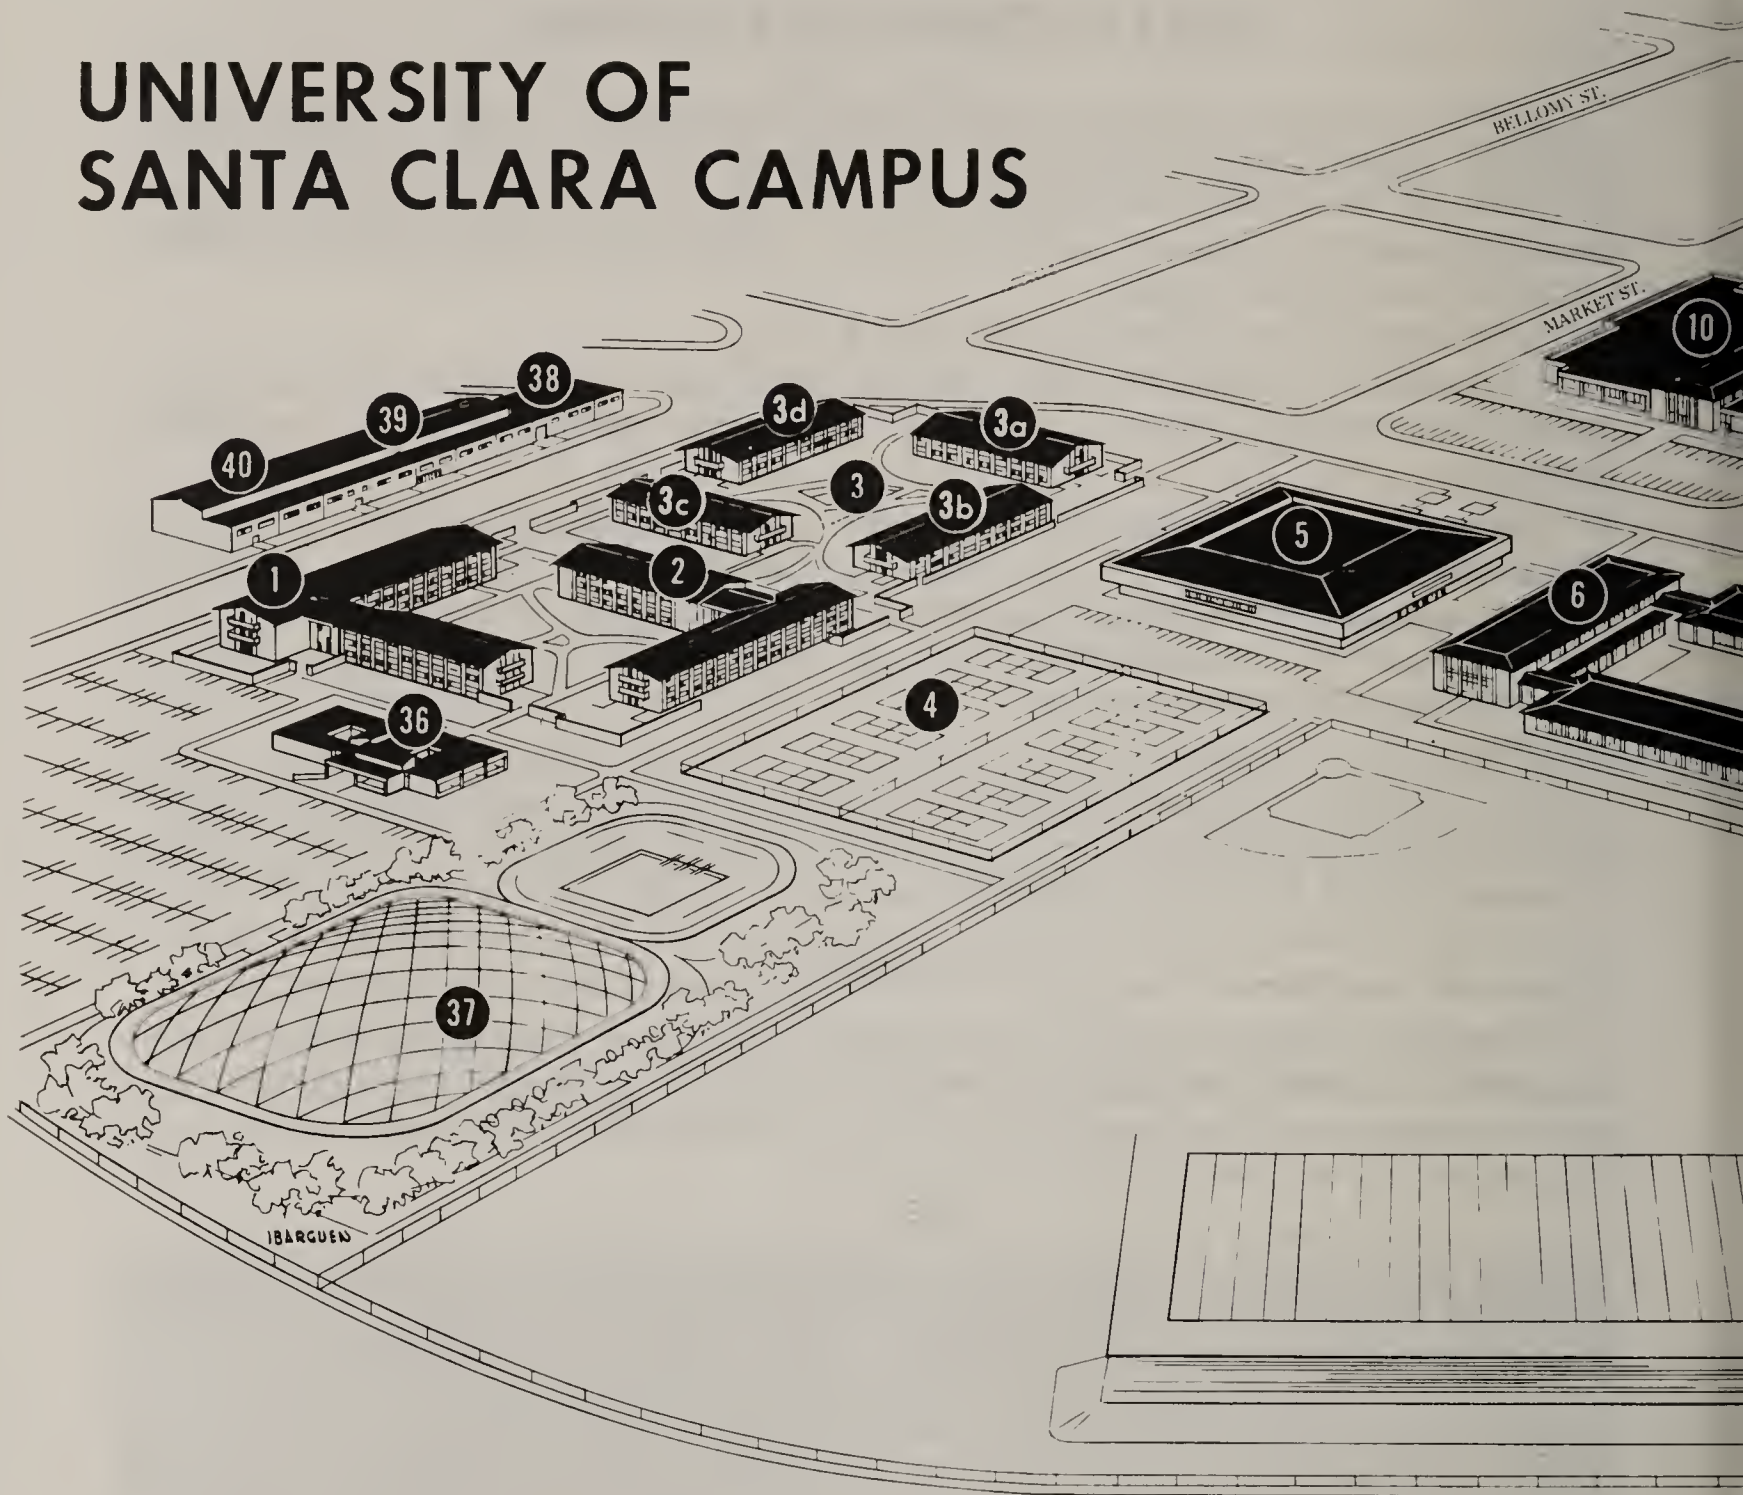 UNIVERSITY OF
SANTA CLARA CAMPUS
BELLOMY ST.
MARKET ST.
10
38
39
40
3d
3a
3
3c
3b
5
1
2
6
36
4
37
IBARGUEN